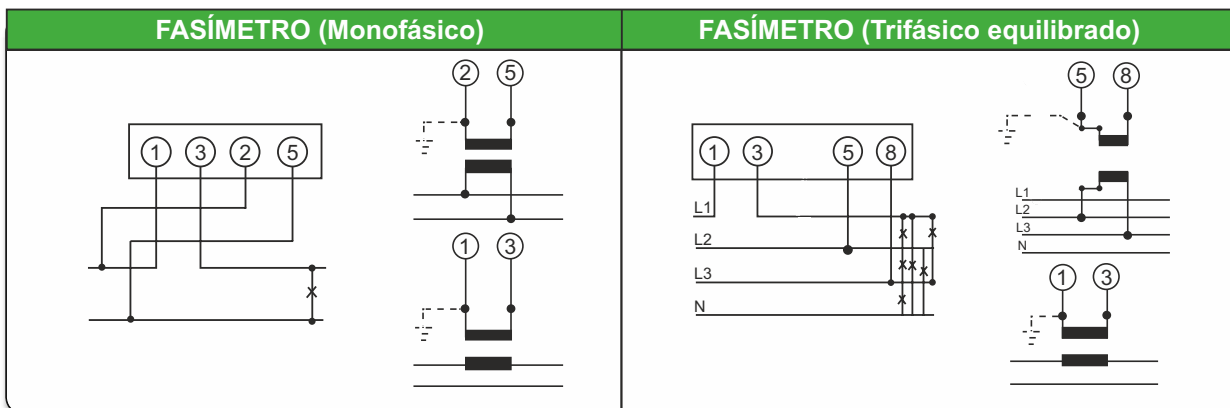 FASÍMETRO (Monofásico)
2 5
1 3 2 5
1 3
FASÍMETRO (Trifásico equilibrado)
5 8
1 3 5 8
L1
L2
L3
N
L1
L2
L3
N
1 3